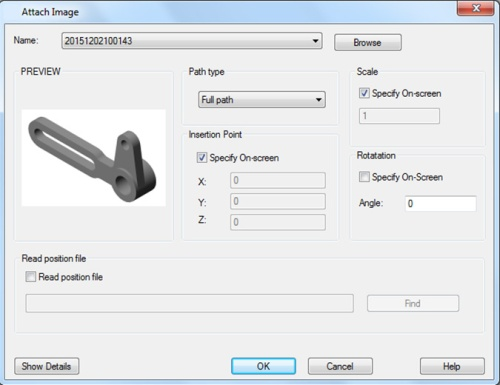 Attach Image
Name: 20151202100143 Browse
PREVIEW
Path type
Full path
Scale
Specify On-screen
1
Insertion Point
Specify On-screen
X: 0
Y: 0
Z: 0
Rotatation
Specify On-Screen
Angle: 0
Read position file
Read position file
Find
Show Details OK Cancel Help